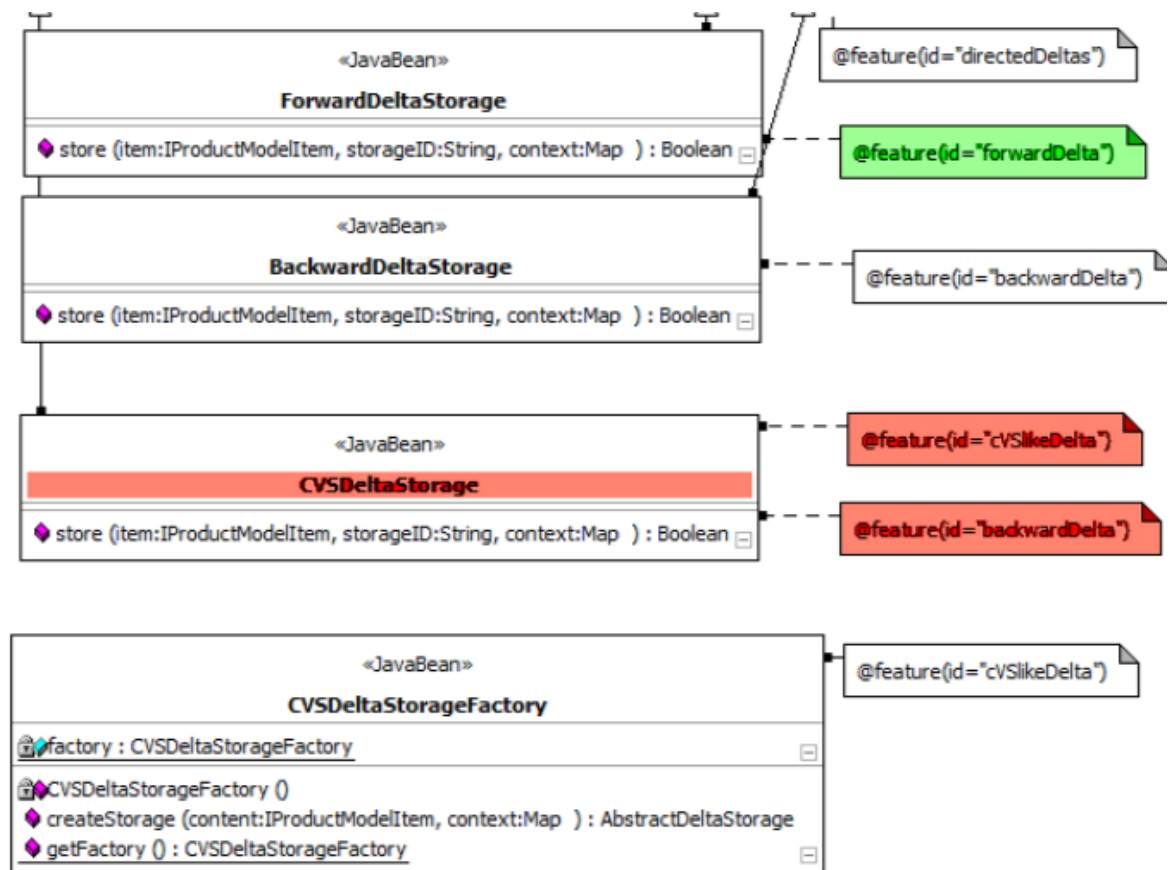 «JavaBean»
ForwardDeltaStorage
store (item:IProductModelItem, storageID:String, context:Map ) : Boolean
@feature(id="directedDeltas")
@feature(id="forwardDelta")
«JavaBean»
BackwardDeltaStorage
store (item:IProductModelItem, storageID:String, context:Map ) : Boolean
@feature(id="backwardDelta")
«JavaBean»
CVSDeltaStorage
store (item:IProductModelItem, storageID:String, context:Map ) : Boolean
@feature(id="cVSlikeDelta")
@feature(id="backwardDelta")
«JavaBean»
CVSDeltaStorageFactory
factory : CVSDeltaStorageFactory
CVSDeltaStorageFactory ()
createStorage (content:IProductModelItem, context:Map ) : AbstractDeltaStorage
getFactory () : CVSDeltaStorageFactory
@feature(id="cVSlikeDelta")